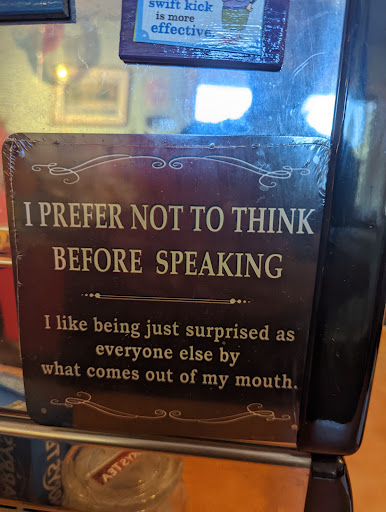 swift kick
is more
effective
I PREFER NOT TO THINK
BEFORE SPEAKING
I like being just surprised as
everyone else by
what comes out of my mouth.